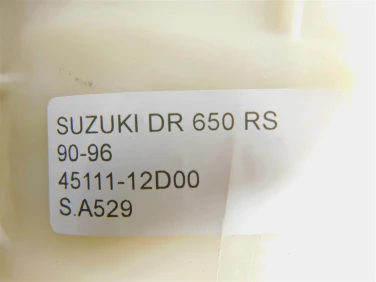 SUZUKI DR 650 RS
90-96
45111-12D00
S.A529